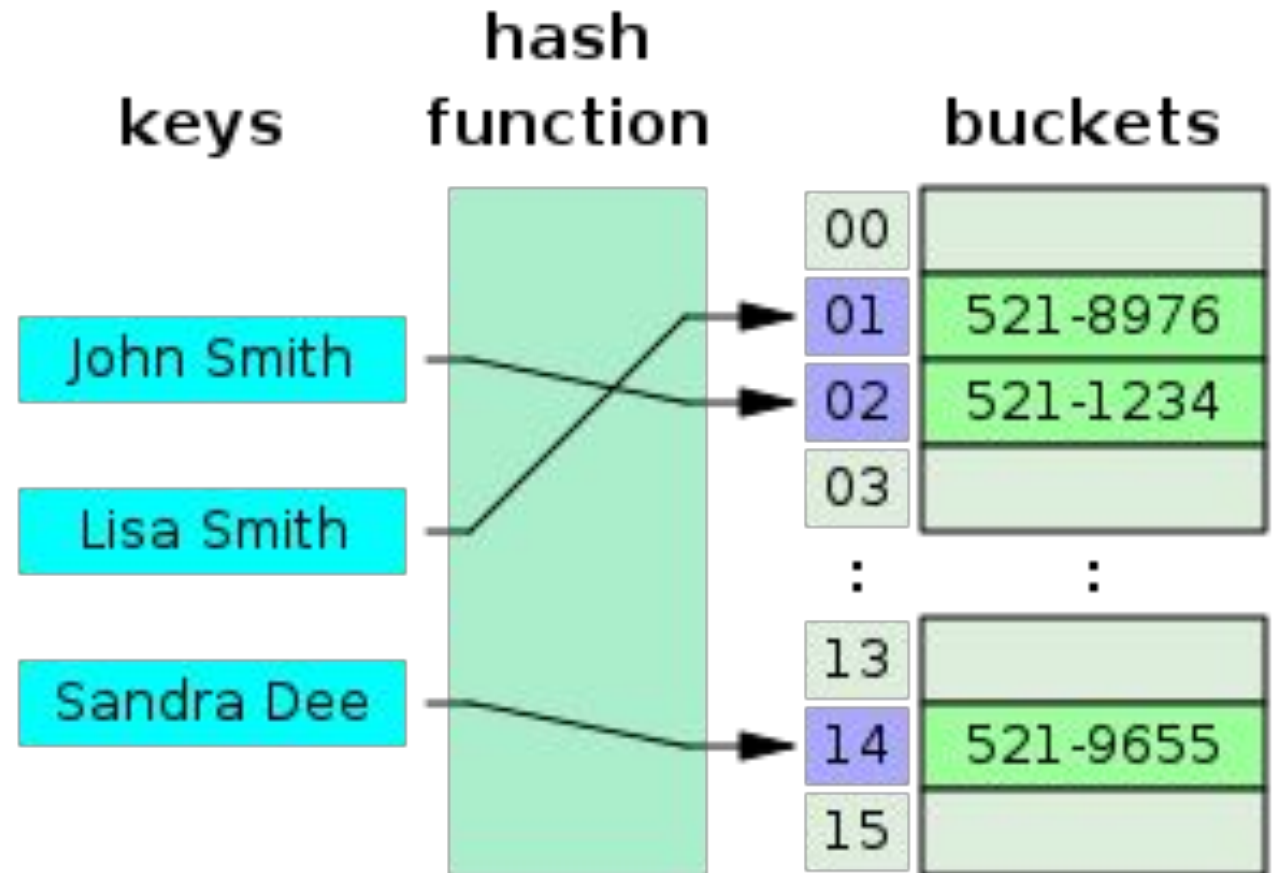 hash
keys function buckets
00
01 521-8976
John Smith
02 521-1234
03
Lisa Smith
: :
13
Sandra Dee
14 521-9655
15